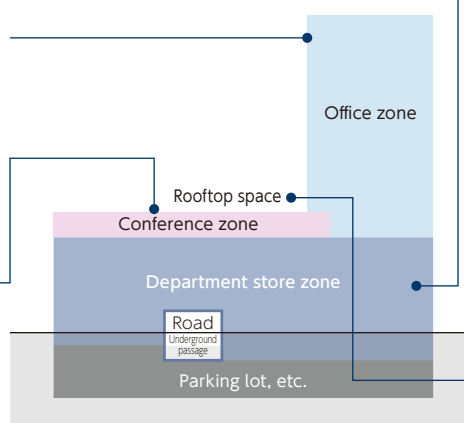 Office zone
Rooftop space
Conference zone
Department store zone
Road
Underground
passage
Parking lot, etc.